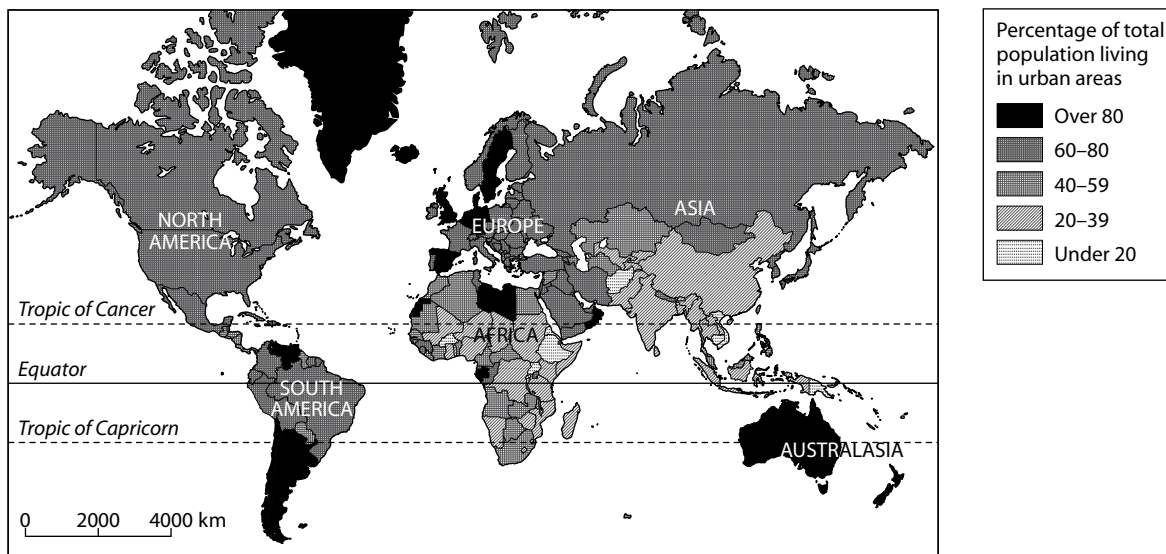 NORTH
AMERICA
EUROPE
ASIA
Tropic of Cancer
AFRICA
Equator
SOUTH
AMERICA
Tropic of Capricorn
AUSTRALASIA
0 2000 4000 km
Percentage of total
population living
in urban areas
Over 80
60–80
40–59
20–39
Under 20